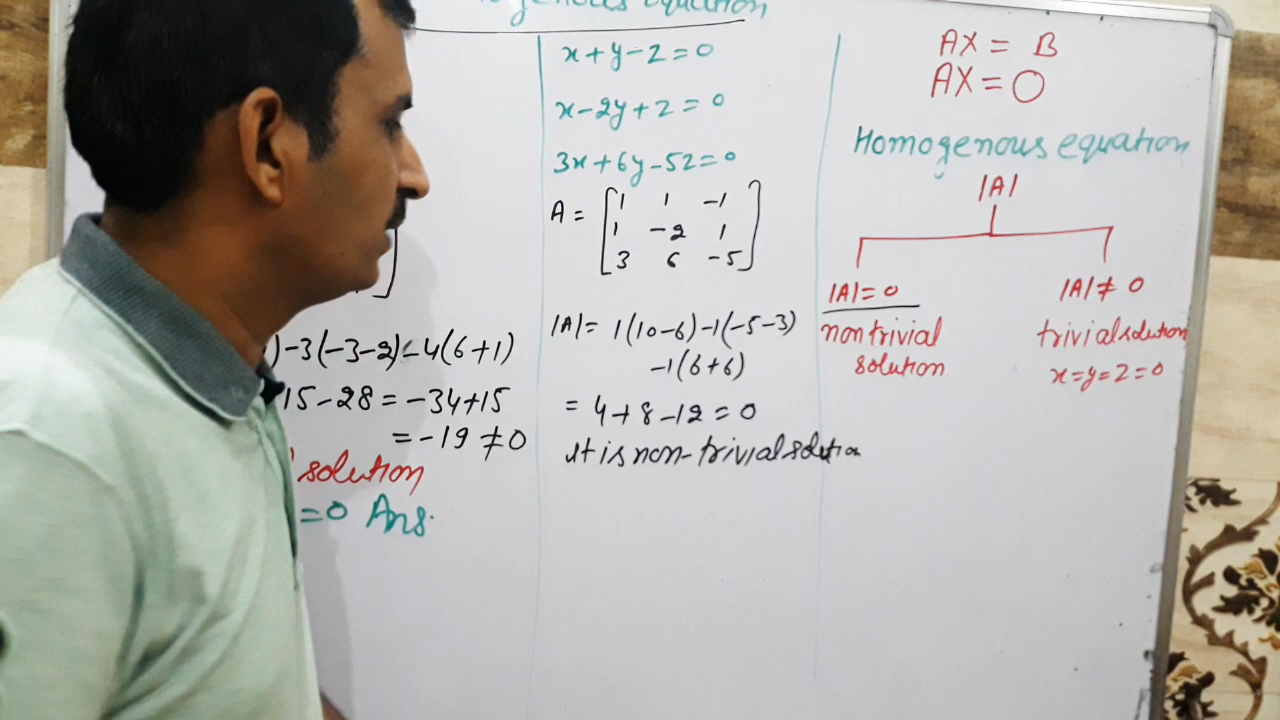 genous equation
)-3(-3-2)-4(6+1)
15-28 = -34+15
= -19 ≠ 0
solution
=0 Ans.
x+y-z=0
x-2y+z=0
3x+6y-5z=0
A = [1 1 -1
1 -2 1
3 6 -5]
|A|= 1(10-6)-1(-5-3)
-1(6+6)
= 4+8-12=0
It is non-trivial solution
AX = B
AX = O
Homogenous equation
|A|
|A|=0
non trivial
solution
|A|≠0
trivial solution
x=y=z=0